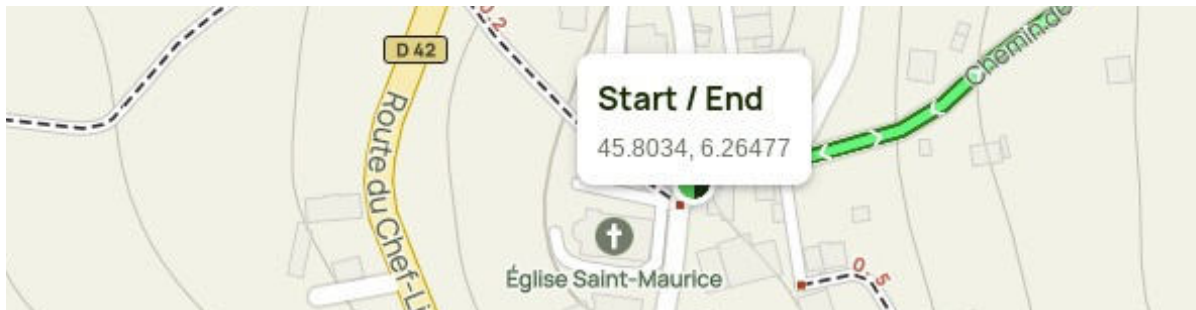 0.2
D 42
Chemin de
Start / End
45.8034, 6.26477
Route du Chef-Li
Église Saint-Maurice
0.5